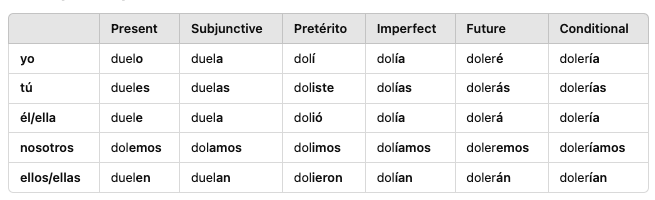 Present Subjunctive Pretérito Imperfect Future Conditional
yo duelo duela dolí dolía doleré dolería
tú dueles duelas doliste dolías dolerás dolerías
él/ella duele duela dolió dolía dolerá dolería
nosotros dolemos dolamos dolimos dolíamos doleremos doleríamos
ellos/ellas duelen duelan dolieron dolían dolerán dolerían